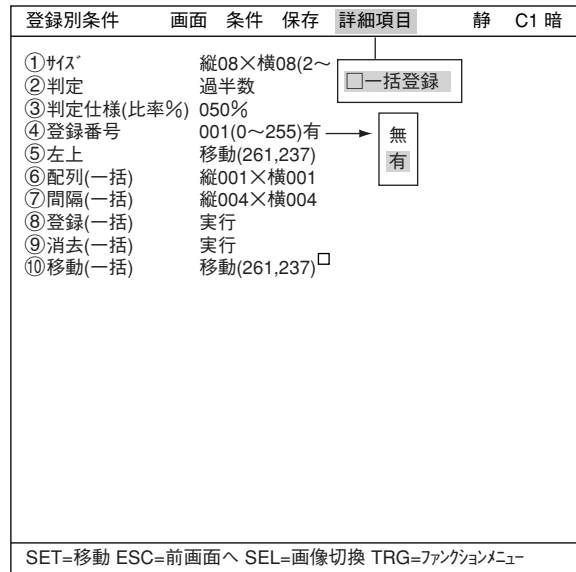 登録別条件 画面 条件 保存 詳細項目 静 C1 暗
□一括登録
①ｻｲｽﾞ 縦08×横08(2～
②判定 過半数
③判定仕様(比率%) 050%
④登録番号 001(0～255)有
無
有
⑤左上 移動(261,237)
⑥配列(一括) 縦001×横001
⑦間隔(一括) 縦004×横004
⑧登録(一括) 実行
⑨消去(一括) 実行
⑩移動(一括) 移動(261,237)
SET=移動 ESC=前画面へ SEL=画像切換 TRG=ﾌｧﾝｸｼｮﾝﾒﾆｭｰ